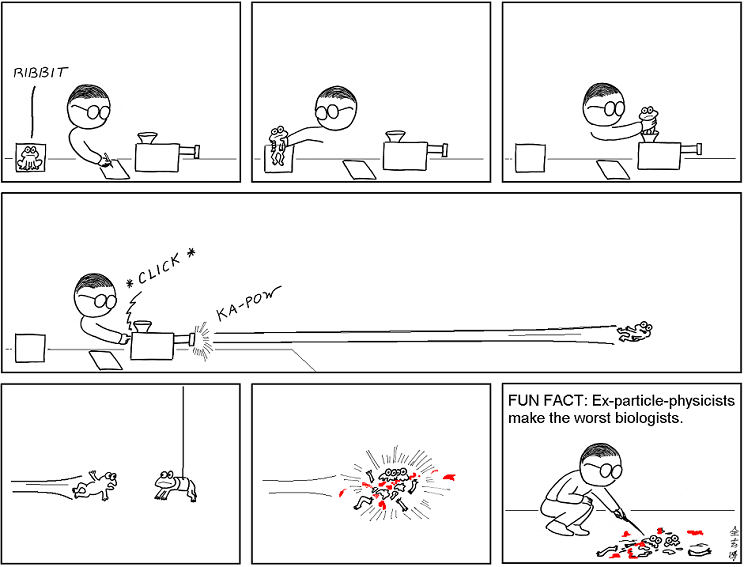 RIBBIT
* CLICK *
KA-POW
FUN FACT: Ex-particle-physicists
make the worst biologists.